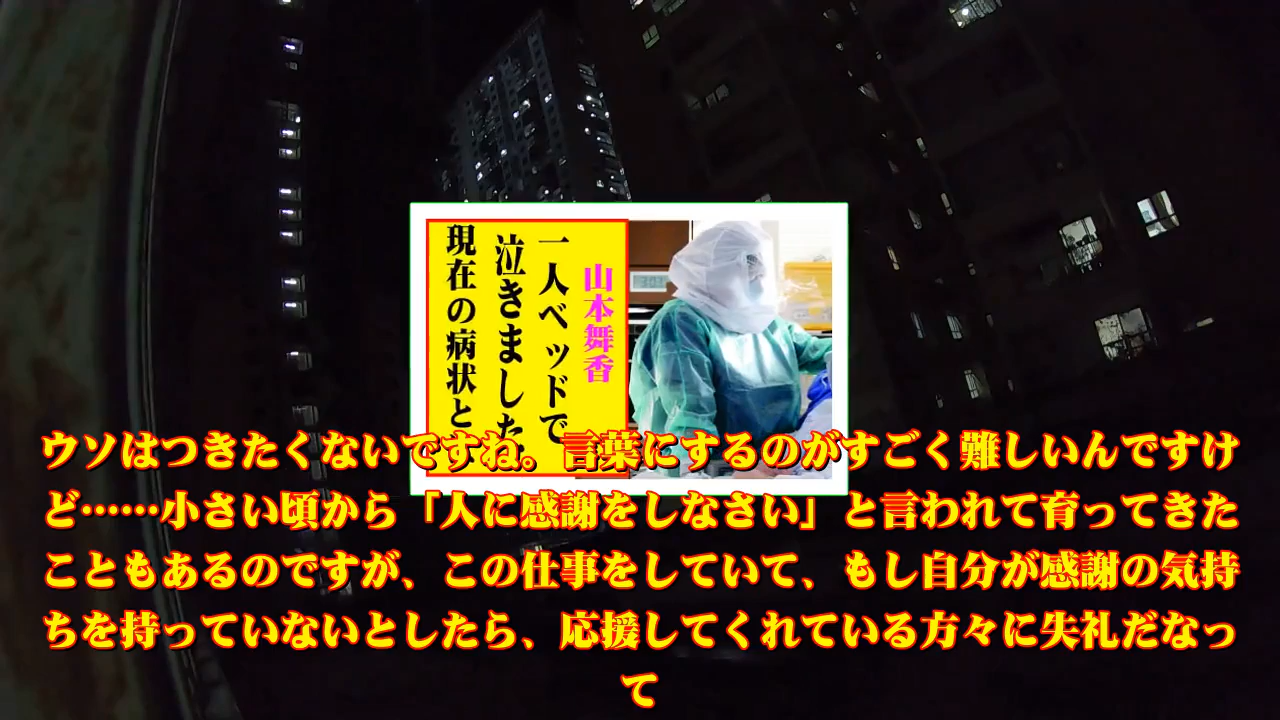 山本舞香
一人ベッドで
泣きました
現在の病状と
ウソはつきたくないですね。言葉にするのがすごく難しいんですけ
ど……小さい頃から「人に感謝をしなさい」と言われて育ってきた
こともあるのですが、この仕事をしていて、もし自分が感謝の気持
ちを持っていないとしたら、応援してくれている方々に失礼だなっ
て